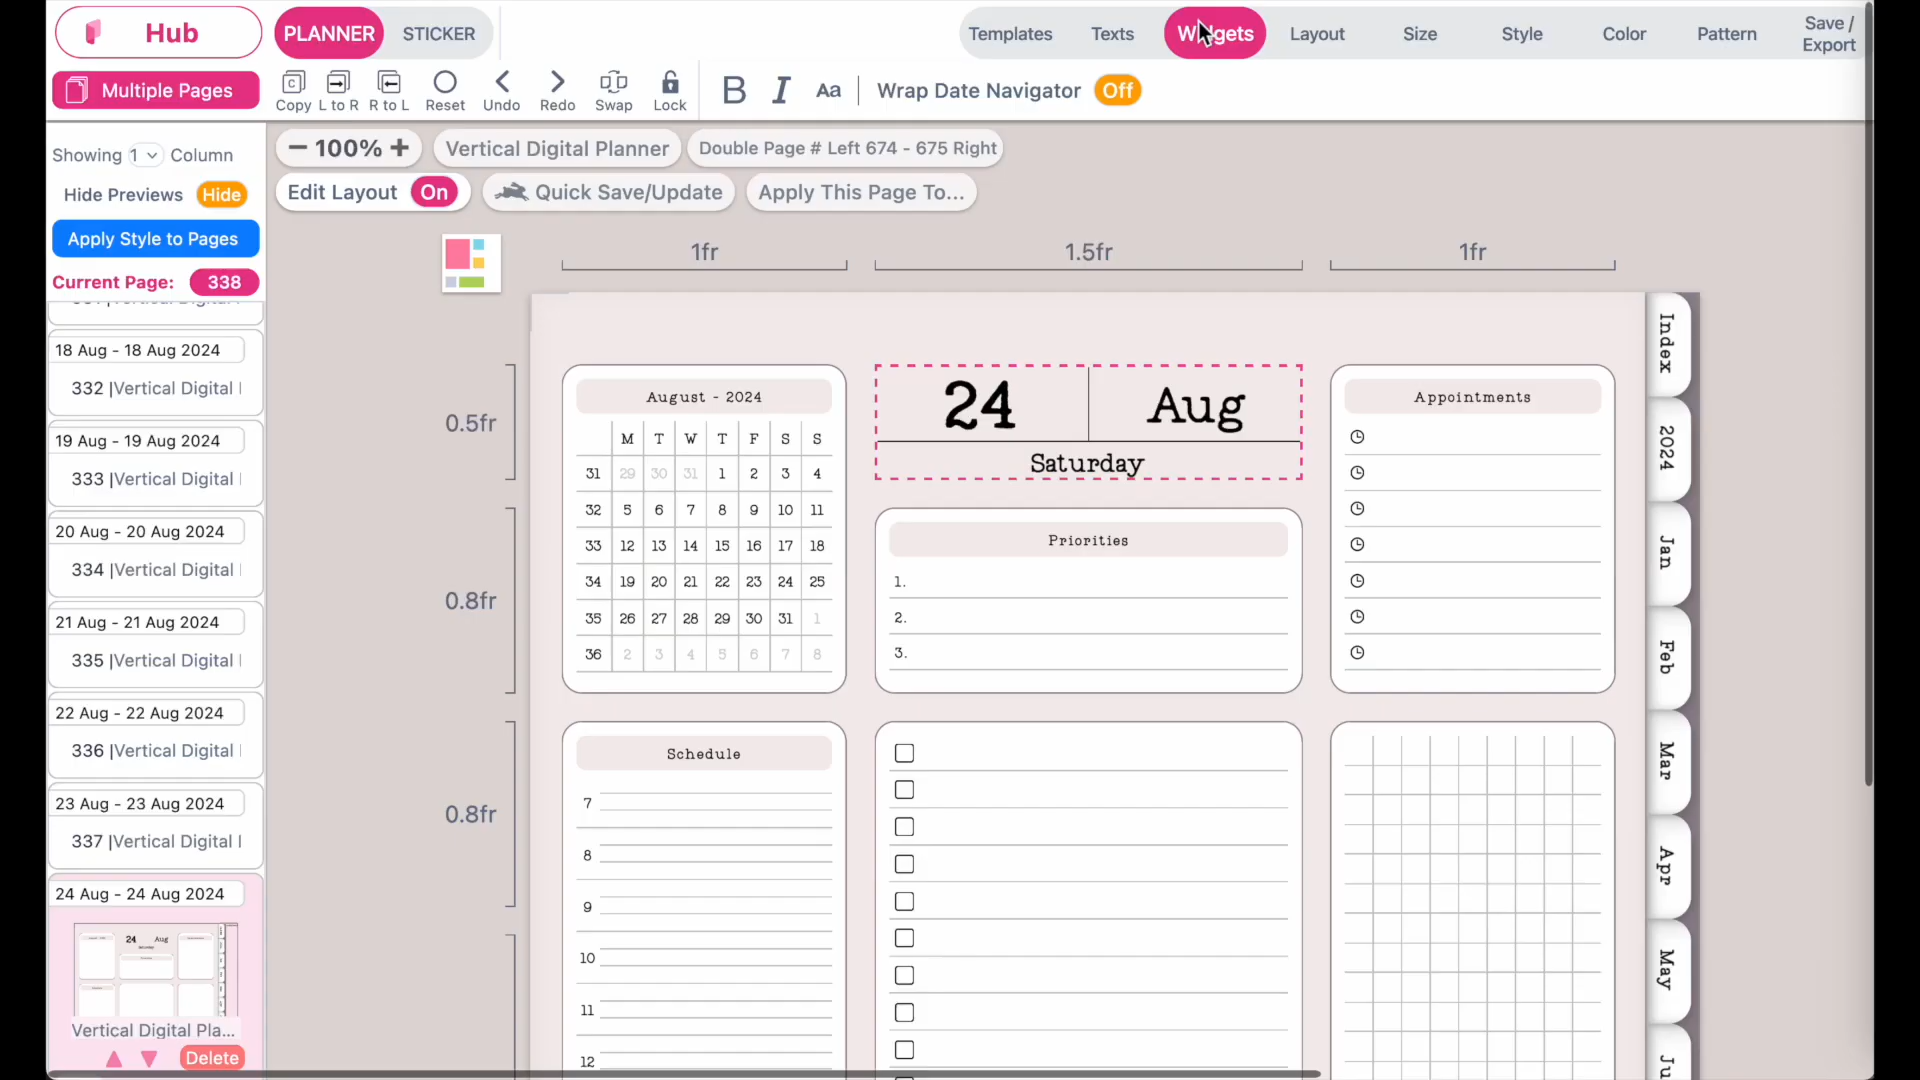 Hub
PLANNER
STICKER
Templates
Texts
Widgets
Layout
Size
Style
Color
Pattern
Save /
Export
Multiple Pages
Copy
L to R
R to L
Reset
Undo
Redo
Swap
Lock
B
I
Aa
Wrap Date Navigator
Off
Showing 1 Column
Hide Previews
Hide
Apply Style to Pages
Current Page:
338
18 Aug - 18 Aug 2024
332 |Vertical Digital
19 Aug - 19 Aug 2024
333 |Vertical Digital
20 Aug - 20 Aug 2024
334 |Vertical Digital
21 Aug - 21 Aug 2024
335 |Vertical Digital
22 Aug - 22 Aug 2024
336 |Vertical Digital
23 Aug - 23 Aug 2024
337 |Vertical Digital
24 Aug - 24 Aug 2024
24 Aug
Vertical Digital Pla...
Delete
100%
Vertical Digital Planner
Double Page # Left 674 - 675 Right
Edit Layout
On
Quick Save/Update
Apply This Page To...
1fr
1.5fr
1fr
0.5fr
0.8fr
0.8fr
August - 2024
M T W T F S S
31 29 30 31 1 2 3 4
32 5 6 7 8 9 10 11
33 12 13 14 15 16 17 18
34 19 20 21 22 23 24 25
35 26 27 28 29 30 31 1
36 2 3 4 5 6 7 8
24
Aug
Saturday
Priorities
1.
2.
3.
Appointments
Schedule
7
8
9
10
11
12
Index
2024
Jan
Feb
Mar
Apr
May
Ju